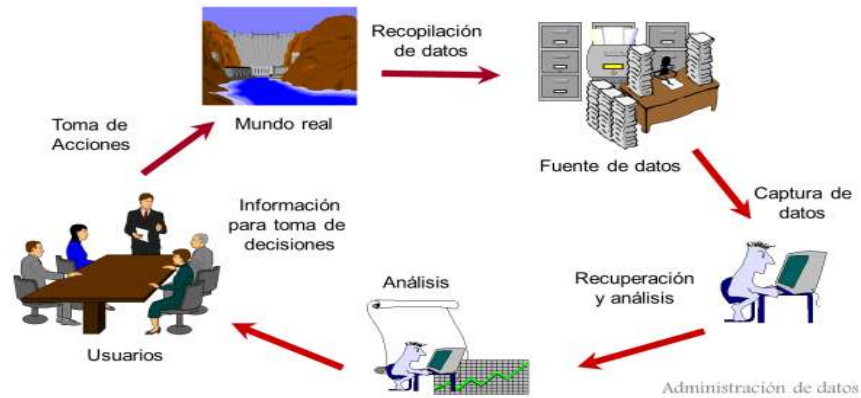 Recopilación
de datos
Mundo real
Fuente de datos
Captura de
datos
Recuperación
y análisis
Administración de datos
Análisis
Información
para toma de
decisiones
Usuarios
Toma de
Acciones